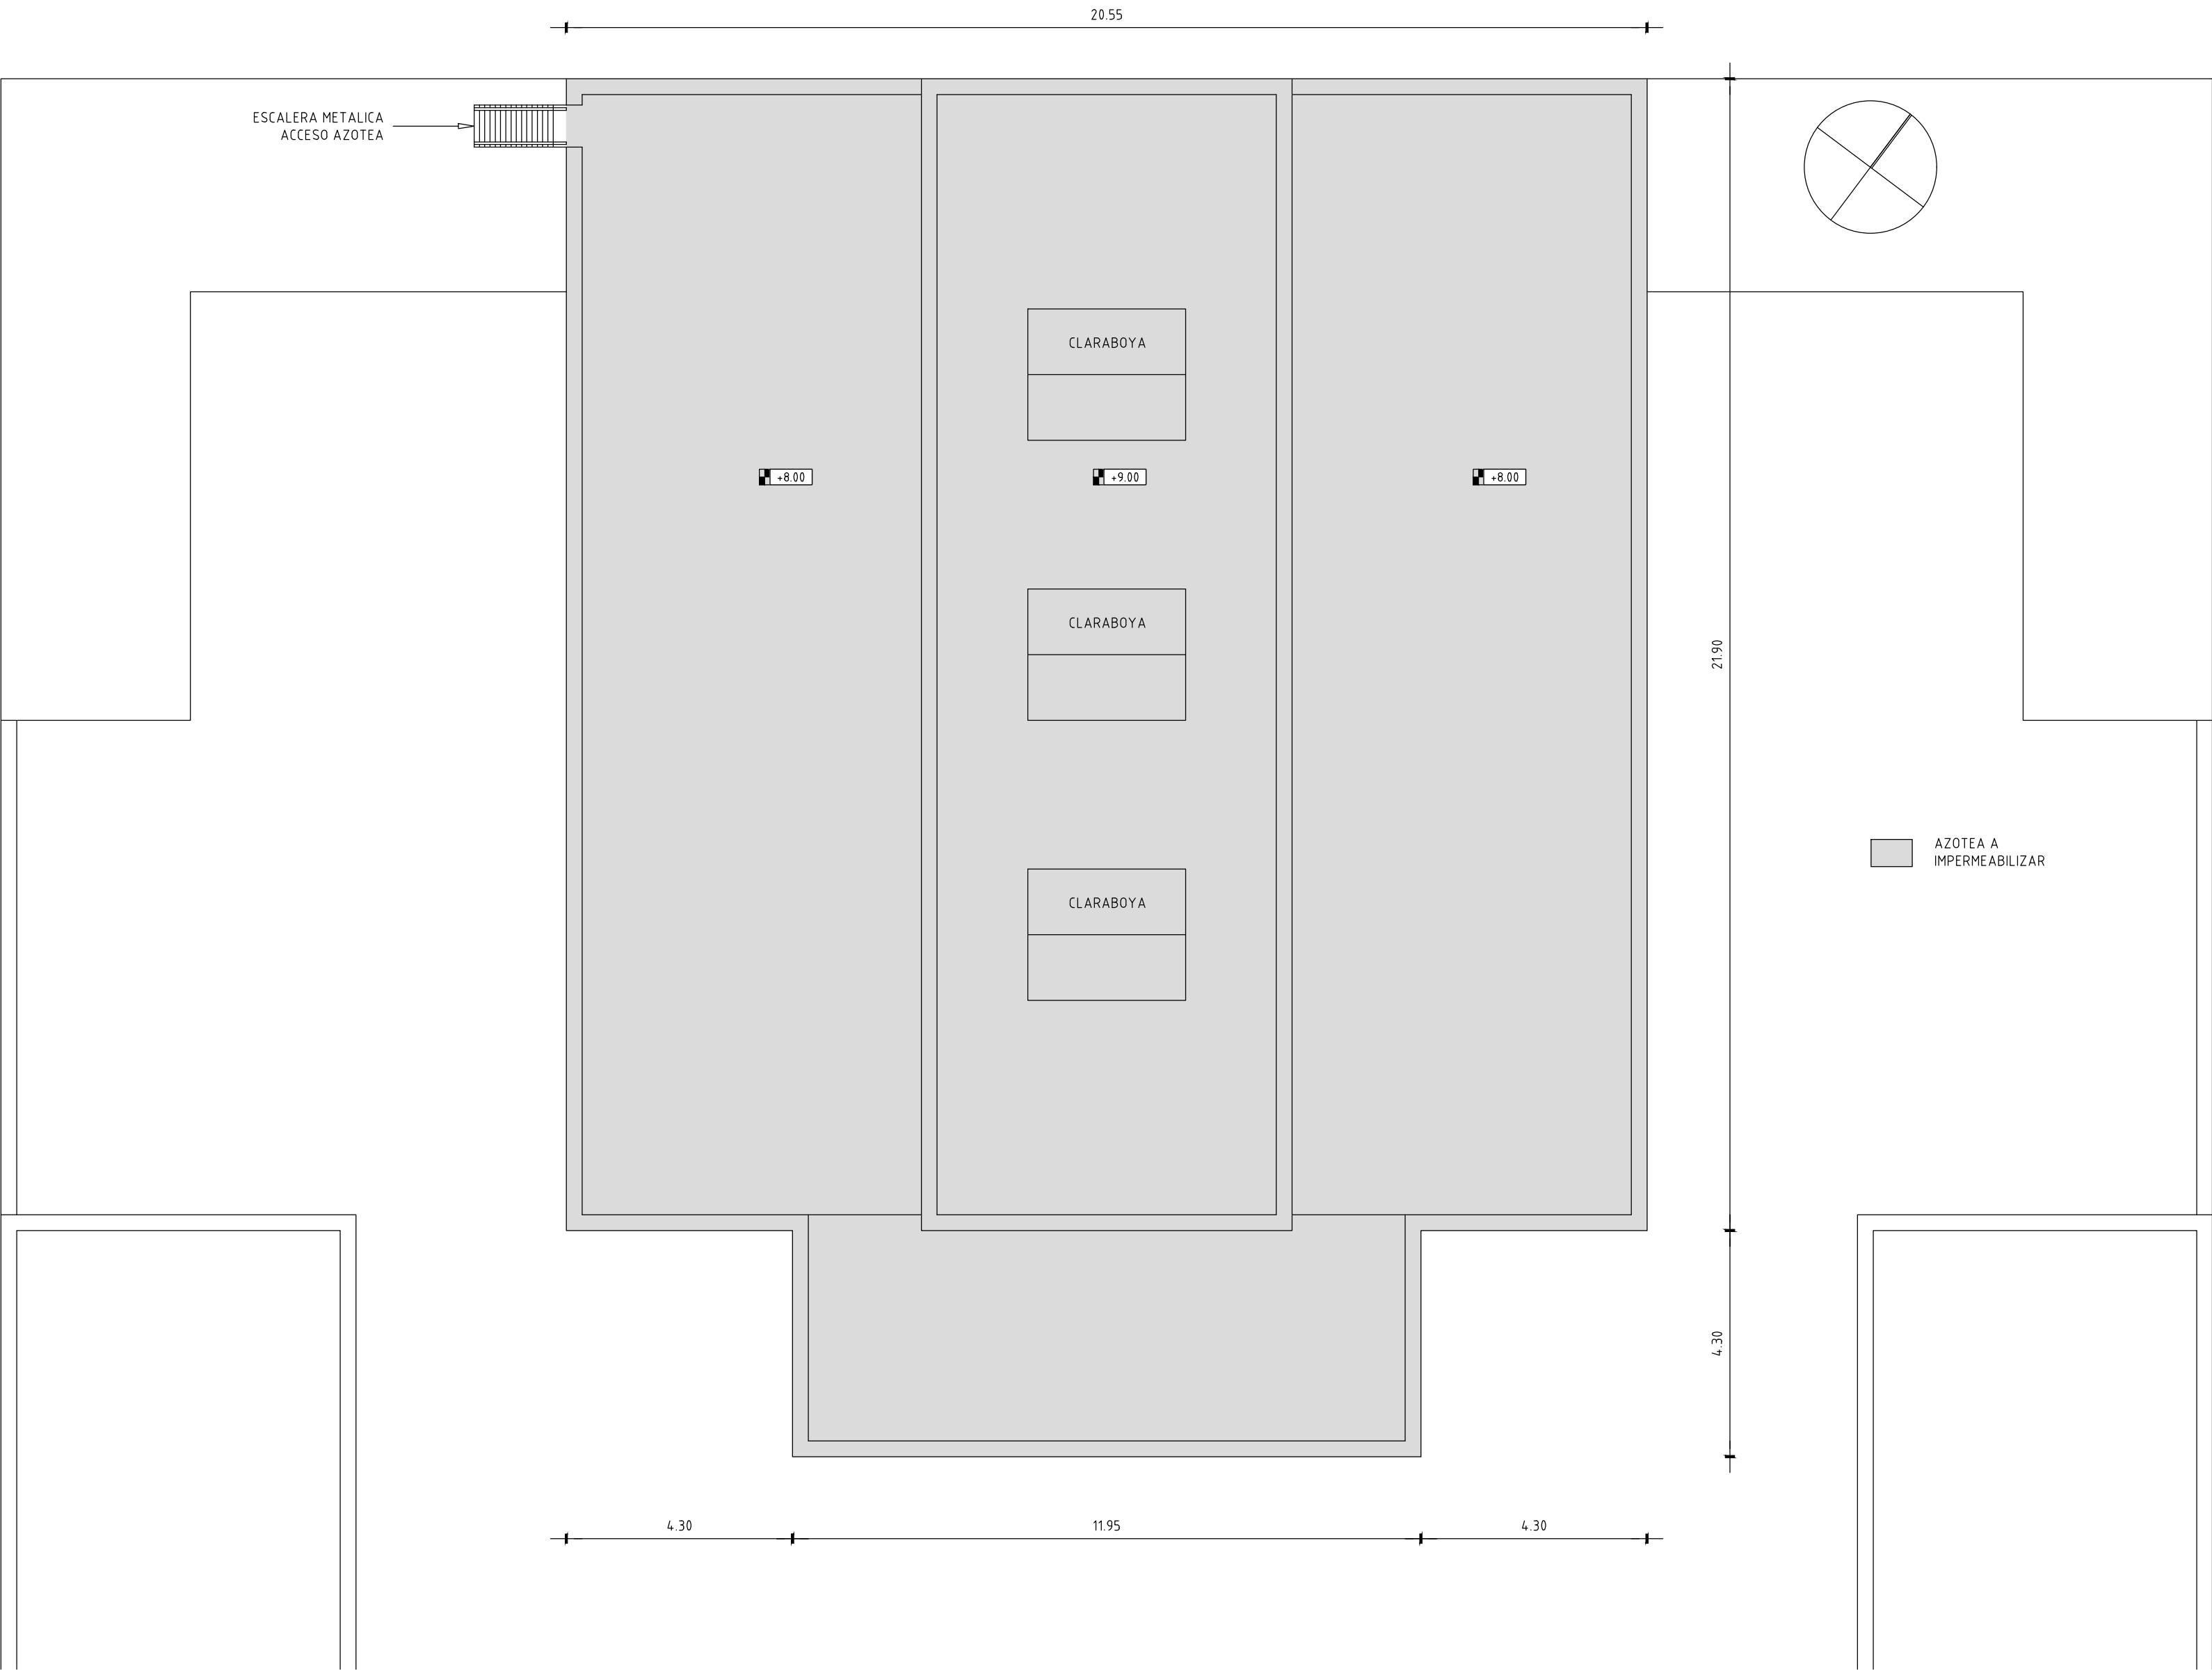 20.55
ESCALERA METALICA
ACCESO AZOTEA
CLARABOYA
+8.00
+9.00
+8.00
CLARABOYA
21.90
AZOTEA A
IMPERMEABILIZAR
CLARABOYA
4.30
4.30
11.95
4.30